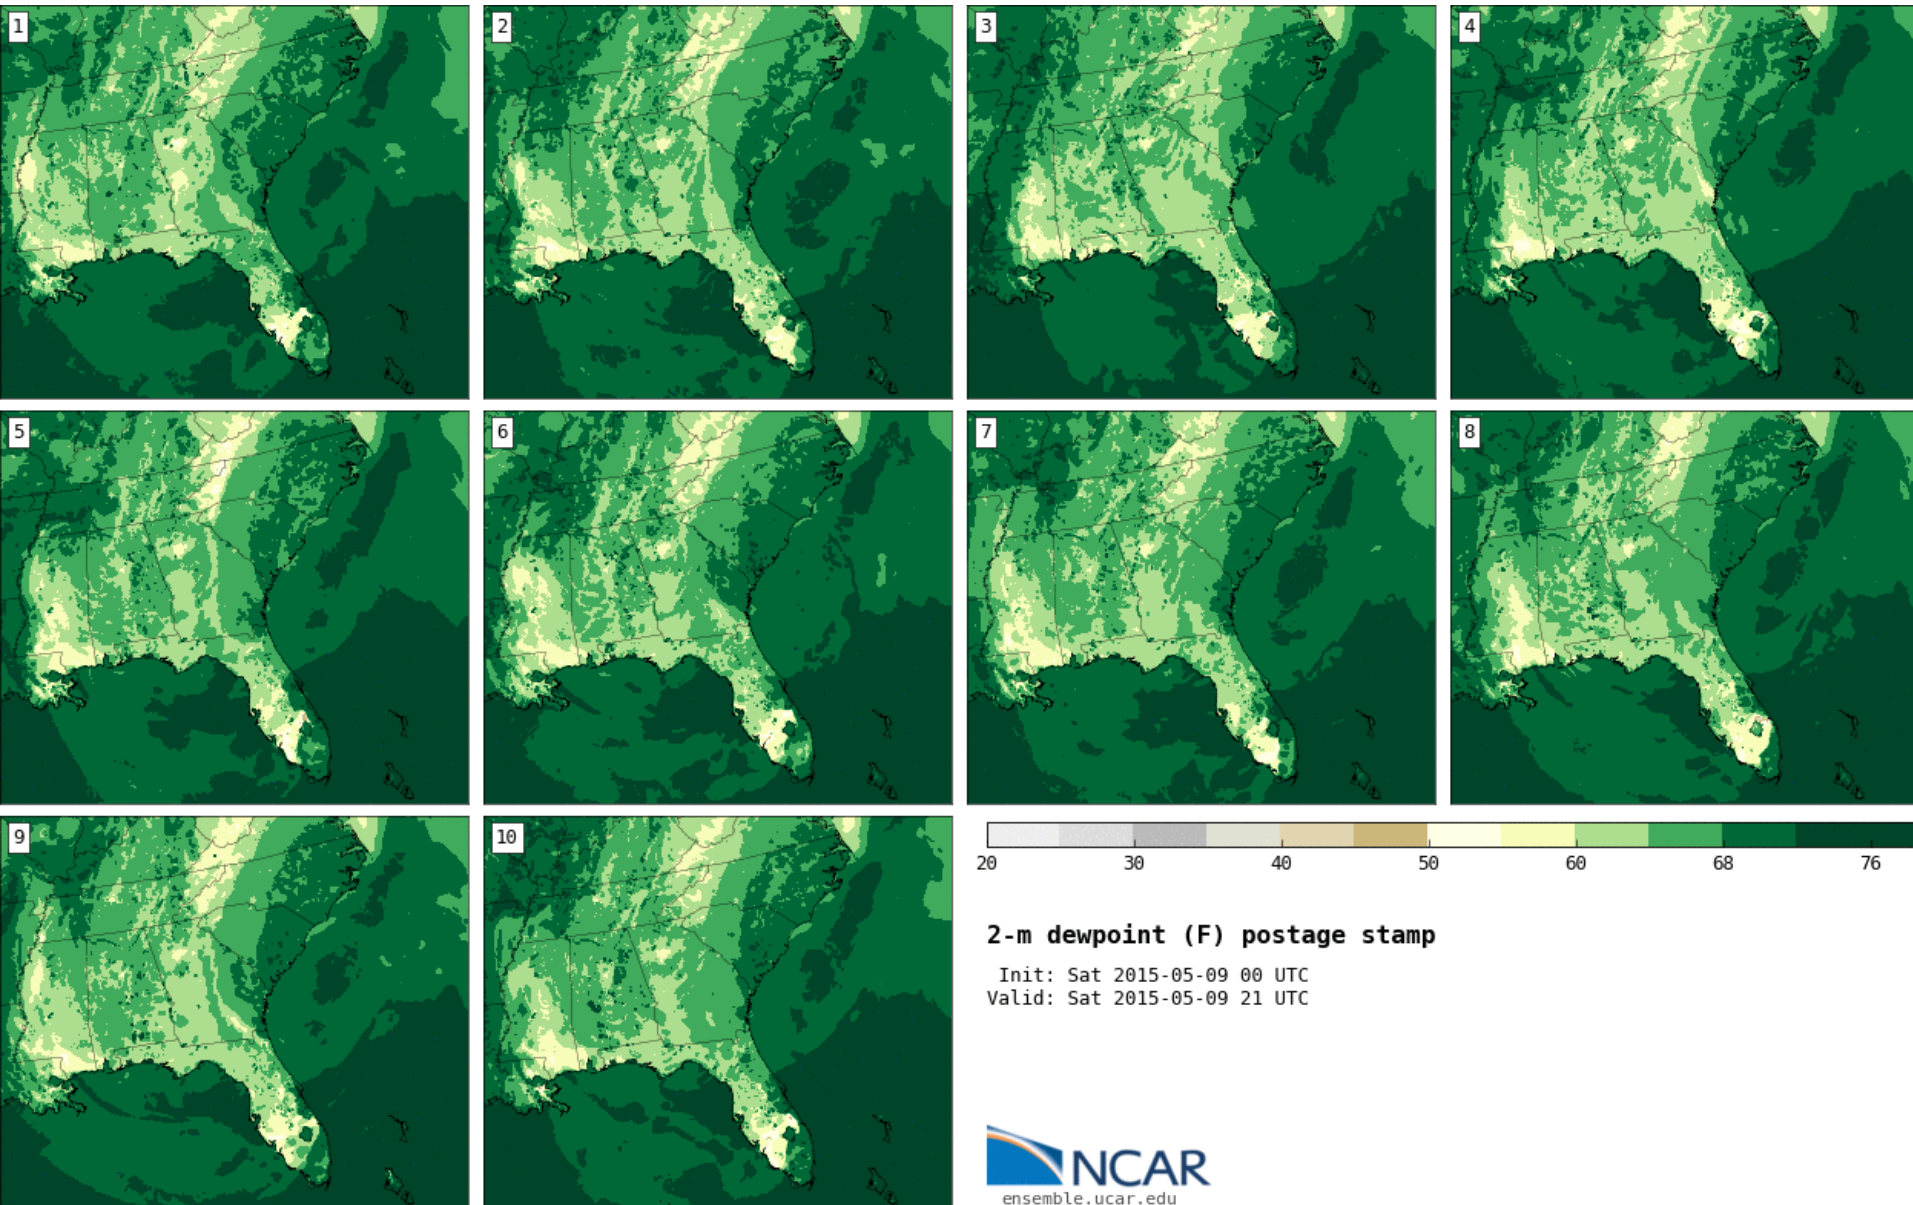 1
2
3
4
5
6
7
8
9
10
20 30 40 50 60 68 76
2-m dewpoint (F) postage stamp
Init: Sat 2015-05-09 00 UTC
Valid: Sat 2015-05-09 21 UTC
NCAR
ensemble.ucar.edu